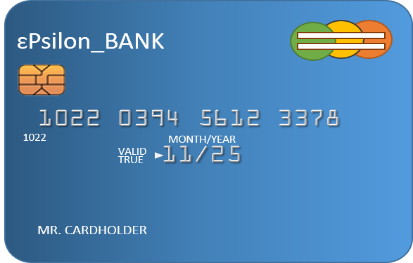 εPsilon_BANK
1022 0394 5612 3378
1022
MONTH/YEAR
VALID
TRUE ►11/25
MR. CARDHOLDER